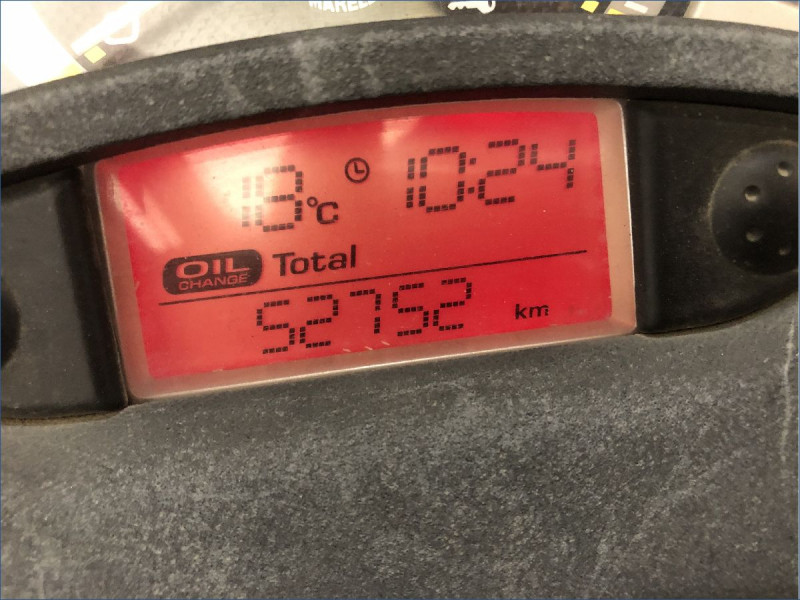 18°C 10:24
OIL CHANGE Total
52752 km